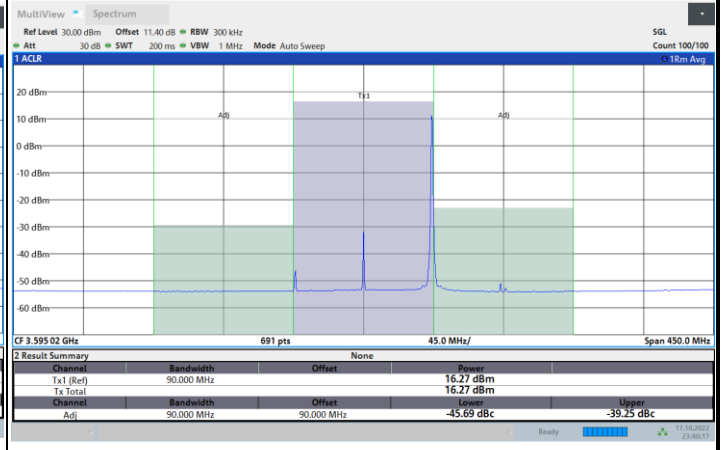 MultiView Spectrum
Ref Level 30.00 dBm Offset 11.40 dB RBW 300 kHz SGL
Att 30 dB SWT 200 ms VBW 1 MHz Mode Auto Sweep Count 100/100
1 ACLR 1Rm Avg
20 dBm
Tx1
10 dBm
Adj
Adj
0 dBm
-10 dBm
-20 dBm
-30 dBm
-40 dBm
-50 dBm
-60 dBm
CF 3.595 02 GHz 691 pts 45.0 MHz/ Span 450.0 MHz
2 Result Summary None
Channel Bandwidth Offset Power
Tx1 (Ref) 90.000 MHz 16.27 dBm
Tx Total 16.27 dBm
Channel Bandwidth Offset Lower Upper
Adj 90.000 MHz 90.000 MHz -45.69 dBc -39.25 dBc
Ready 17.10.2022
23:40:17